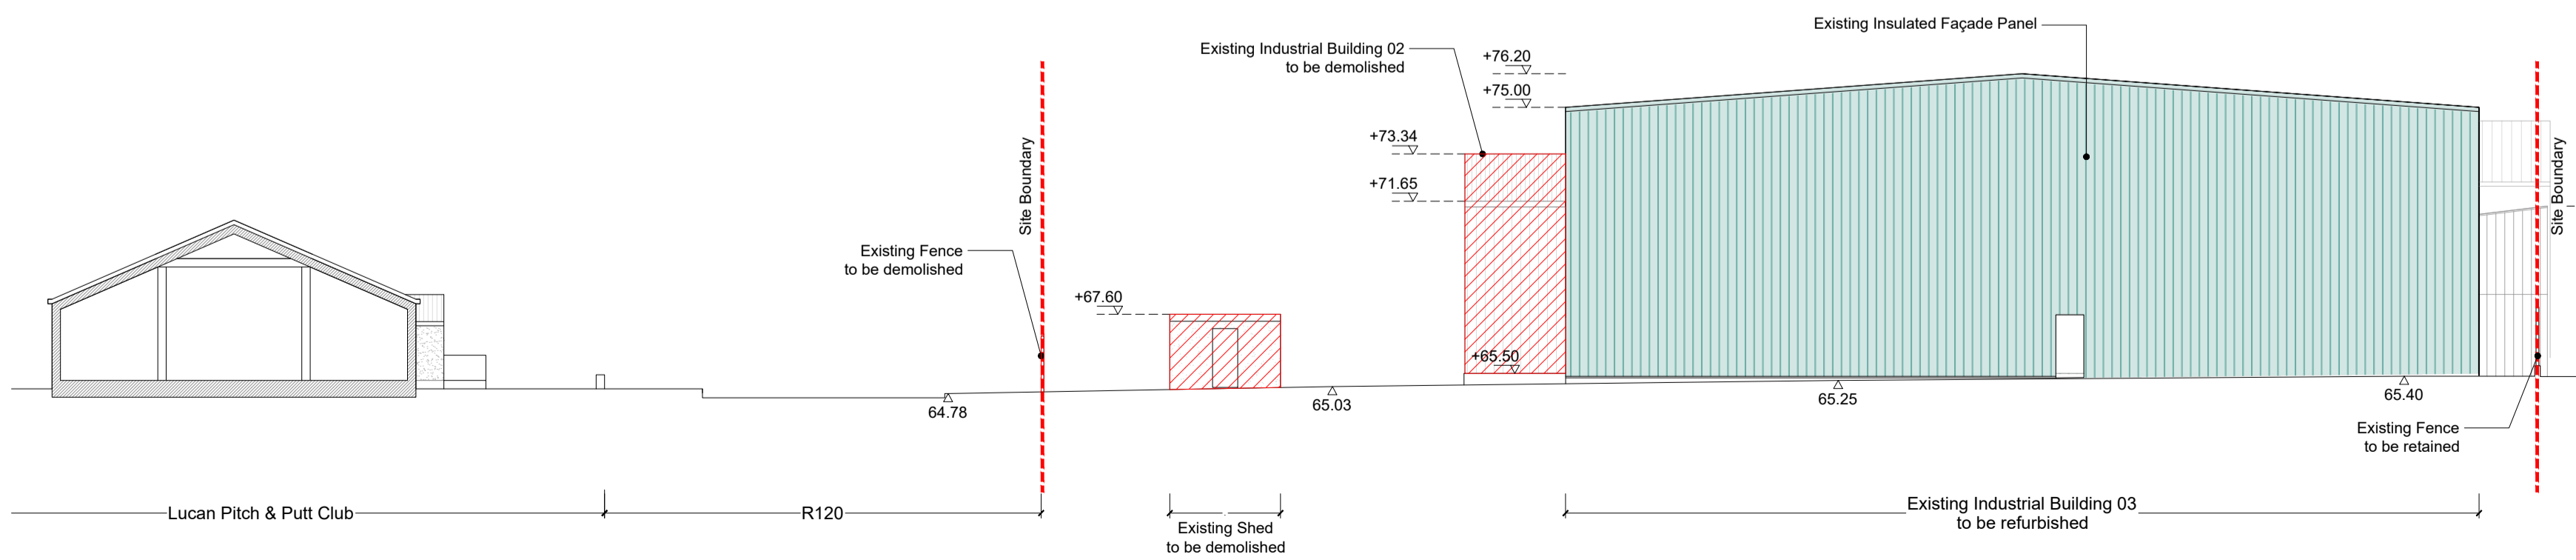 Existing Insulated Façade Panel
Existing Industrial Building 02
to be demolished
+76.20
+75.00
+73.34
+71.65
Site Boundary
Site Boundary
Existing Fence
to be demolished
+67.60
+65.50
64.78
65.03
65.25
65.40
Existing Fence
to be retained
Lucan Pitch & Putt Club
R120
Existing Shed
to be demolished
Existing Industrial Building 03
to be refurbished